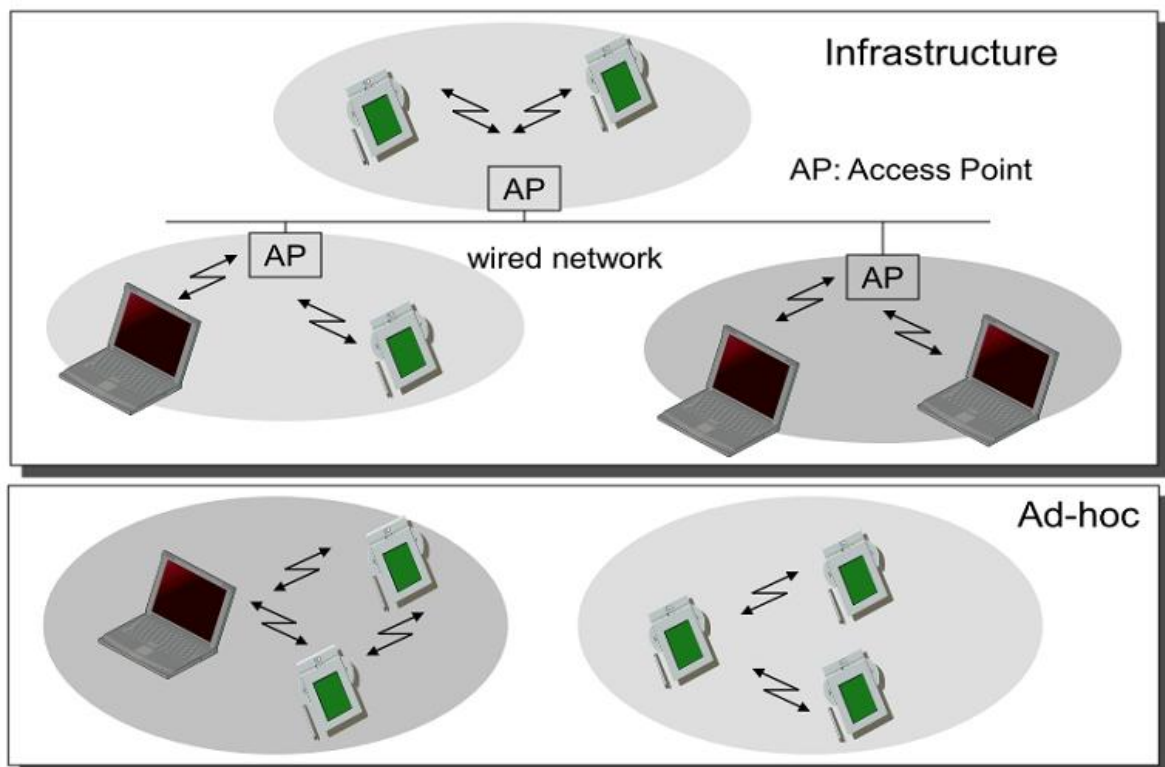 Infrastructure
AP: Access Point
AP
AP
wired network
AP
Ad-hoc